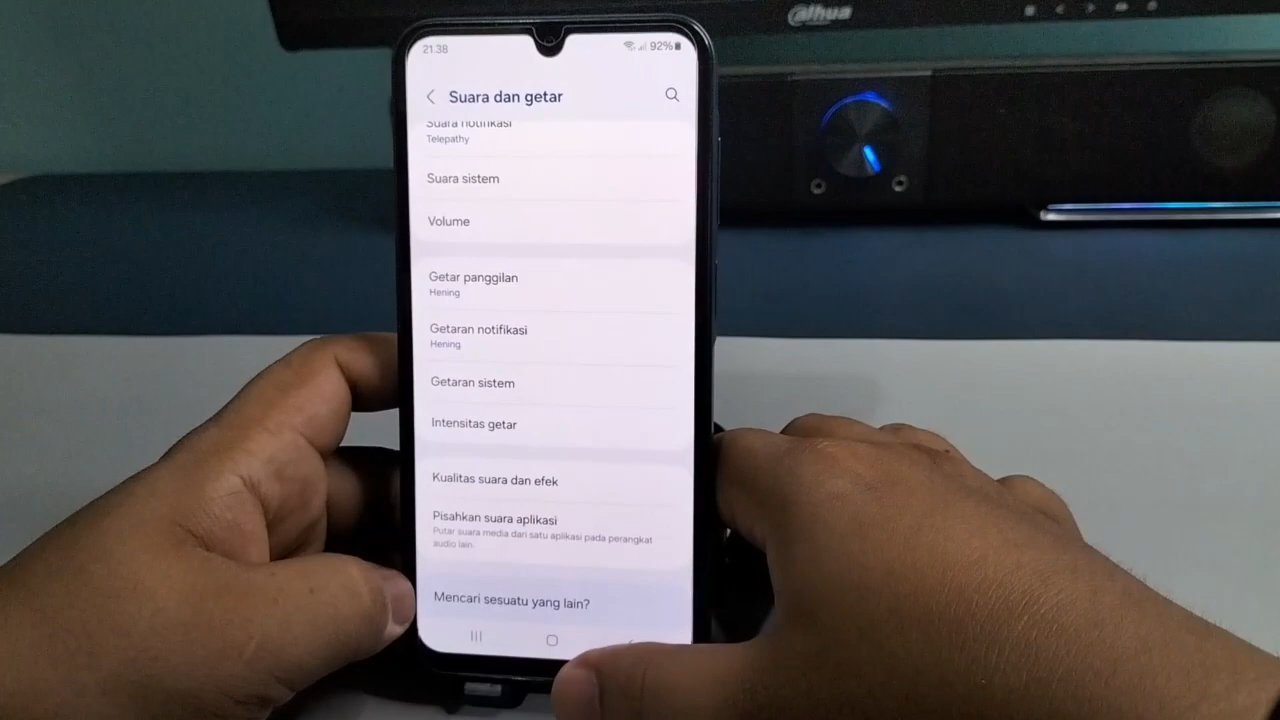 alhua
21.38
92%
Suara dan getar
Suara notifikasi
Telepathy
Suara sistem
Volume
Getar panggilan
Hening
Getaran notifikasi
Hening
Getaran sistem
Intensitas getar
Kualitas suara dan efek
Pisahkan suara aplikasi
Putar suara media dari satu aplikasi pada perangkat
audio lain.
Mencari sesuatu yang lain?